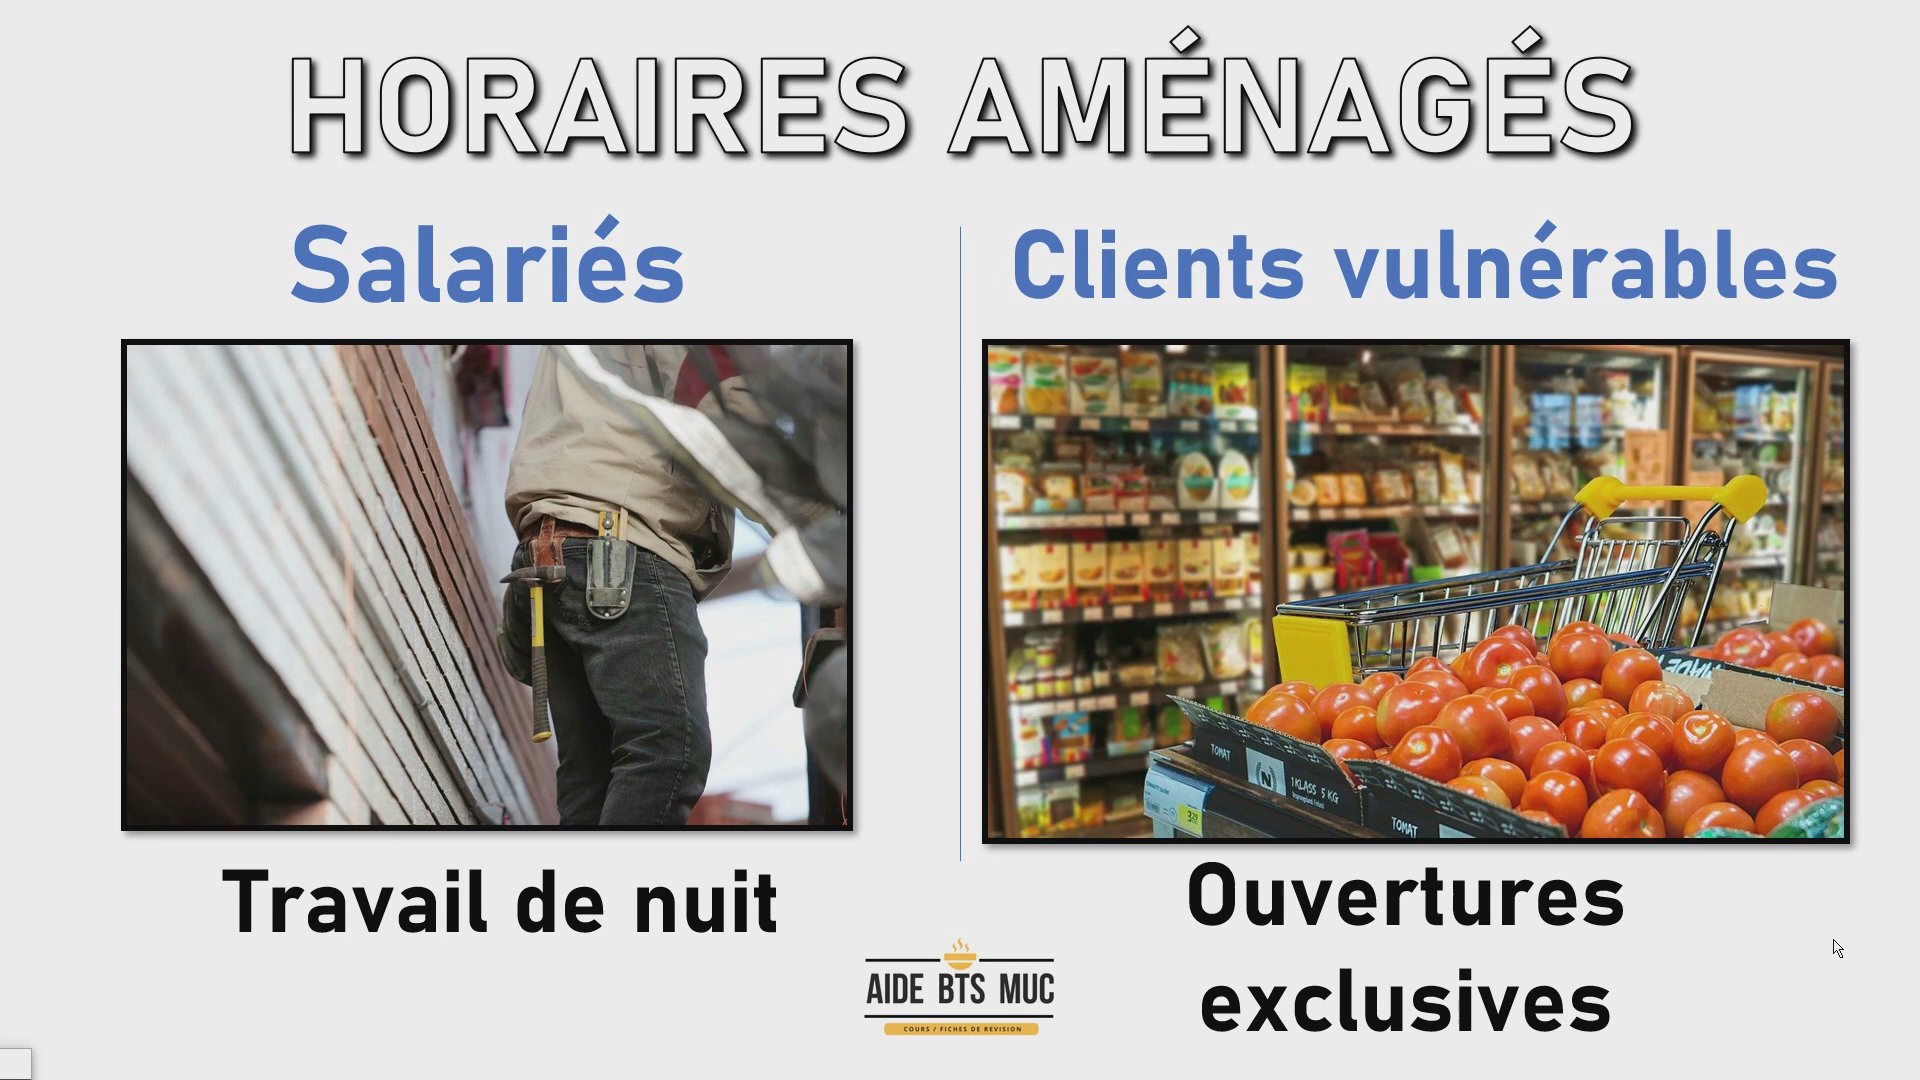 HORAIRES AMÉNAGÉS
Salariés
Travail de nuit
Clients vulnérables
TOMAT
N
1 KLASS 5 KG
TOMAT
Ouvertures
exclusives
AIDE BTS MUC
COURS / FICHES DE REVISION